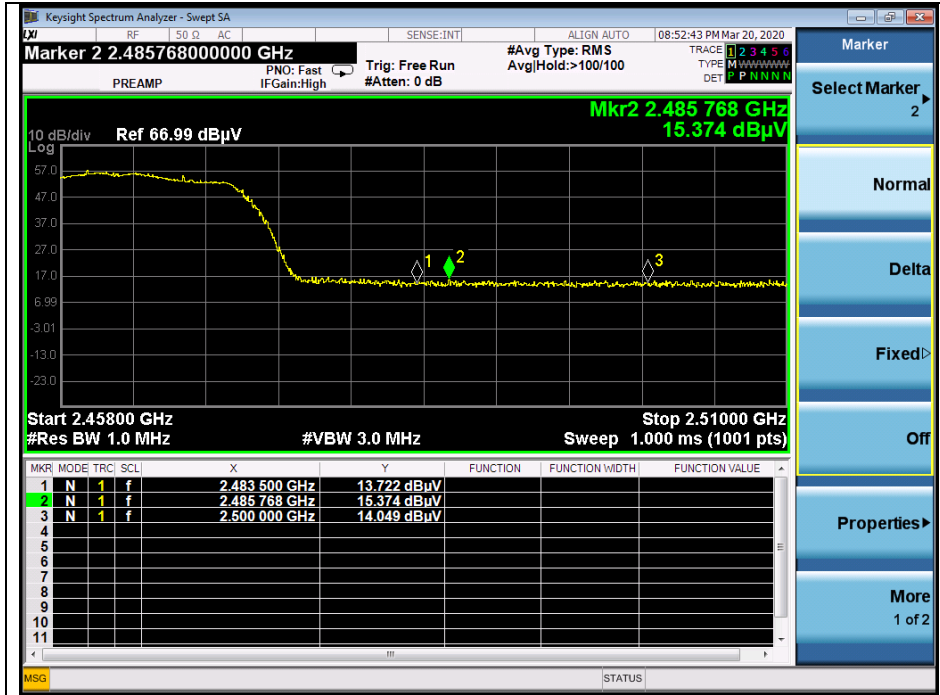 Keysight Spectrum Analyzer - Swept SA
LXI RF 50 Ω AC SENSE:INT ALIGN AUTO 08:52:43 PM Mar 20, 2020
Marker 2 2.485768000000 GHz
PREAMP
PNO: Fast
IFGain:High
Trig: Free Run
#Atten: 0 dB
#Avg Type: RMS
Avg|Hold:>100/100
TRACE 1 2 3 4 5 6
TYPE M W W W W W
DET P P N N N N
Mkr2 2.485 768 GHz
15.374 dBµV
10 dB/div Ref 66.99 dBµV
Log
57.0
47.0
37.0
27.0
17.0
6.99
-3.01
-13.0
-23.0
1
2
3
Start 2.45800 GHz Stop 2.51000 GHz
#Res BW 1.0 MHz #VBW 3.0 MHz Sweep 1.000 ms (1001 pts)
MKR MODE TRC SCL X Y FUNCTION FUNCTION WIDTH FUNCTION VALUE
1 N 1 f 2.483 500 GHz 13.722 dBµV
2 N 1 f 2.485 768 GHz 15.374 dBµV
3 N 1 f 2.500 000 GHz 14.049 dBµV
4
5
6
7
8
9
10
11
MSG STATUS
Marker
Select Marker
2
Normal
Delta
Fixed
Off
Properties
More
1 of 2